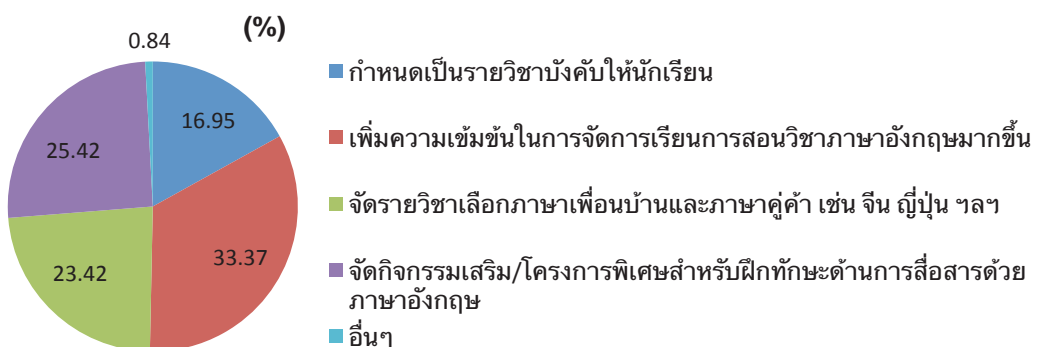 (%)
0.84
16.95
25.42
23.42
33.37
กำหนดเป็นรายวิชาบังคับให้นักเรียน
เพิ่มความเข้มข้นในการจัดการเรียนการสอนวิชาภาษาอังกฤษมากขึ้น
จัดรายวิชาเลือกภาษาเพื่อนบ้านและภาษาคู่ค้า เช่น จีน ญี่ปุ่น ฯลฯ
จัดกิจกรรมเสริม/โครงการพิเศษสำหรับฝึกทักษะด้านการสื่อสารด้วย
ภาษาอังกฤษ
อื่นๆ